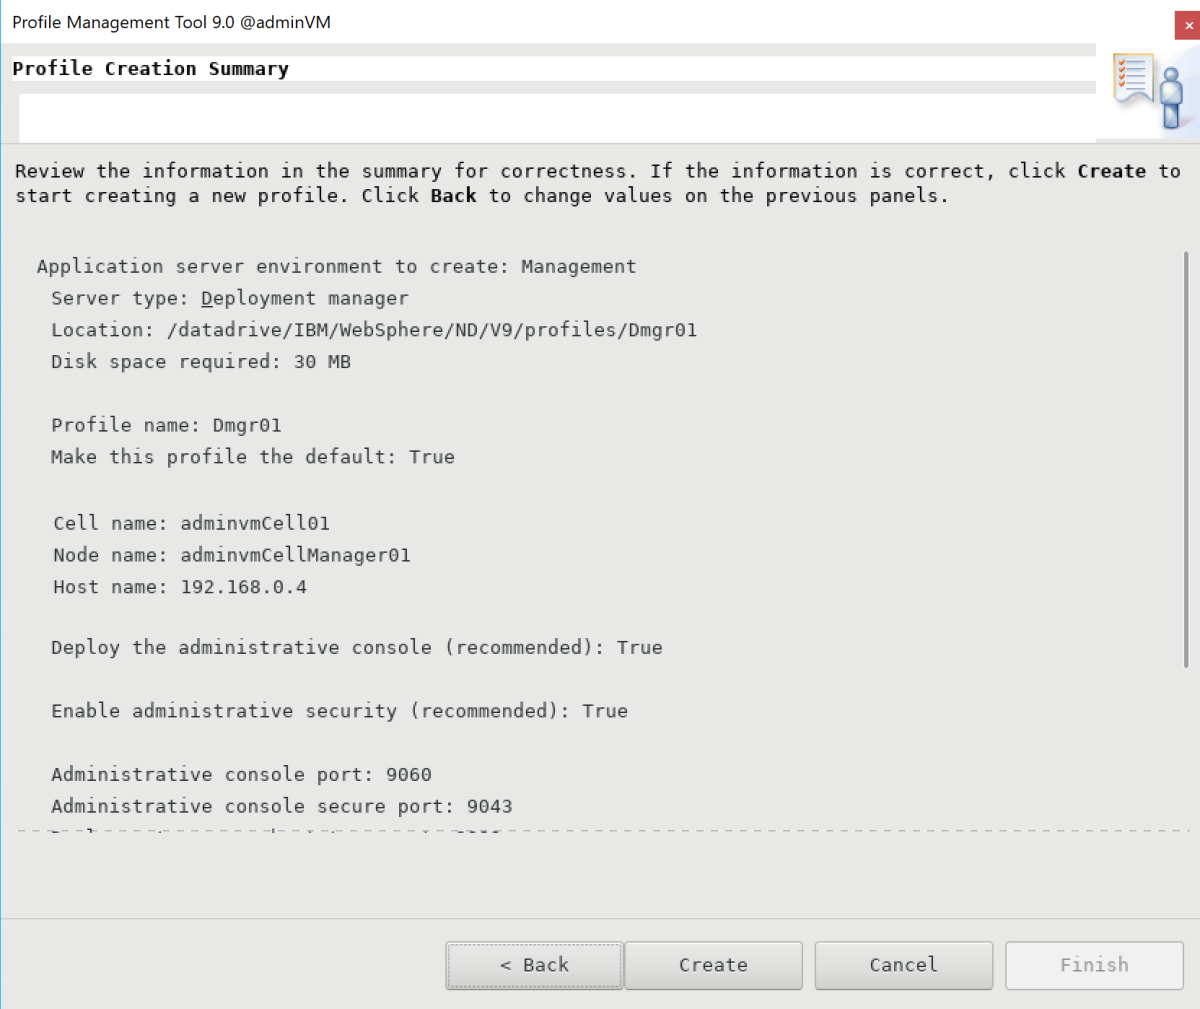 Profile Management Tool 9.0 @adminVM
×
Profile Creation Summary
Review the information in the summary for correctness. If the information is correct, click Create to
start creating a new profile. Click Back to change values on the previous panels.
Application server environment to create: Management
Server type: Deployment manager
Location: /datadrive/IBM/WebSphere/ND/V9/profiles/Dmgr01
Disk space required: 30 MB
Profile name: Dmgr01
Make this profile the default: True
Cell name: adminvmCell01
Node name: adminvmCellManager01
Host name: 192.168.0.4
Deploy the administrative console (recommended): True
Enable administrative security (recommended): True
Administrative console port: 9060
Administrative console secure port: 9043
< Back
Create
Cancel
Finish